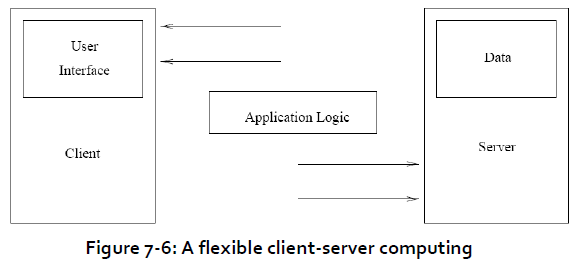 User
Interface
Client
Application Logic
Data
Server
Figure 7-6: A flexible client-server computing